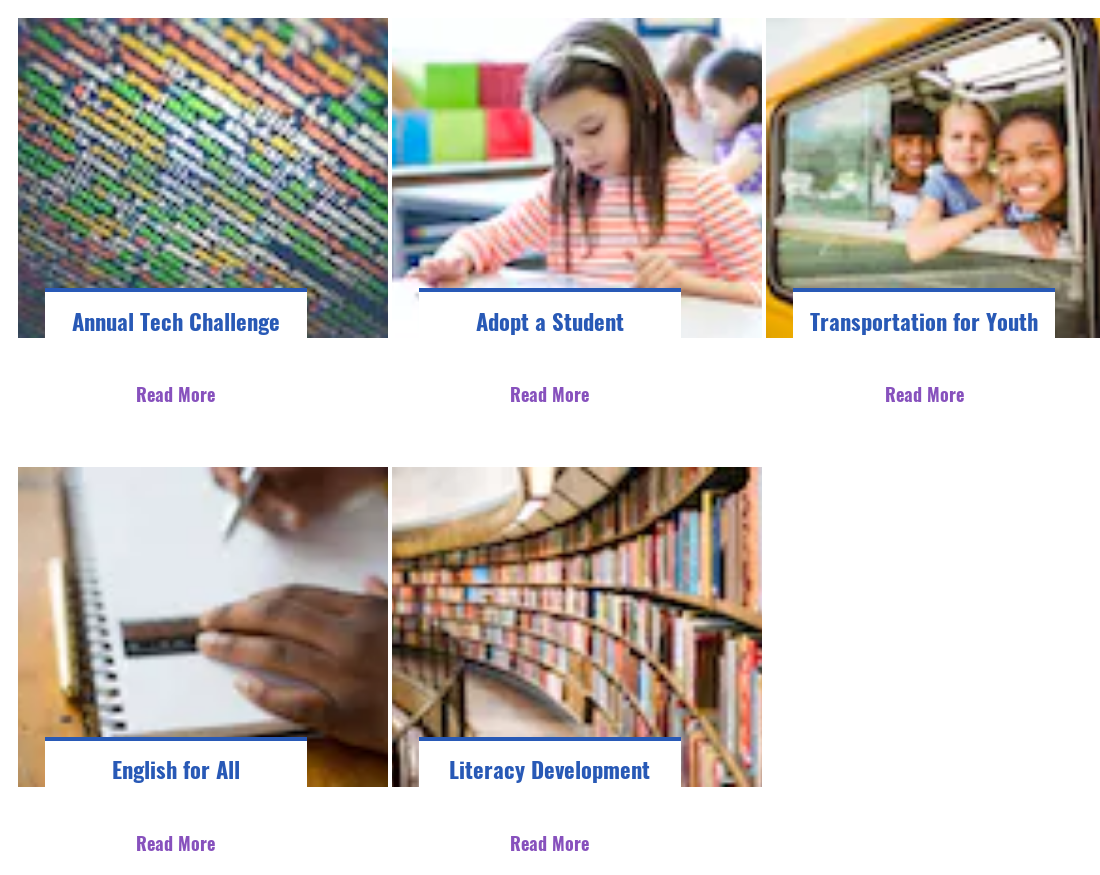 Annual Tech Challenge
Adopt a Student
Transportation for Youth
Read More
Read More
Read More
English for All
Literacy Development
Read More
Read More